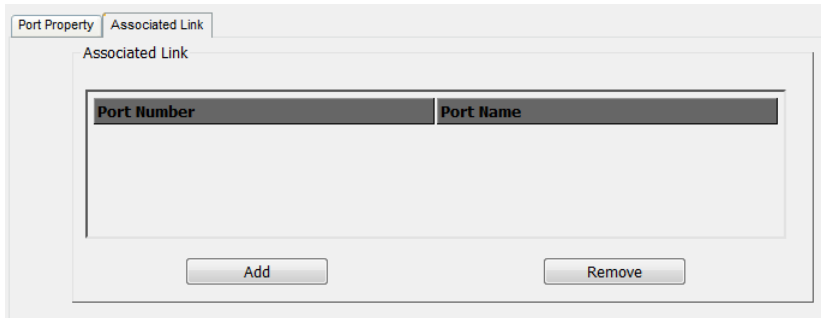 Port Property Associated Link
Associated Link
Port Number Port Name
Add Remove